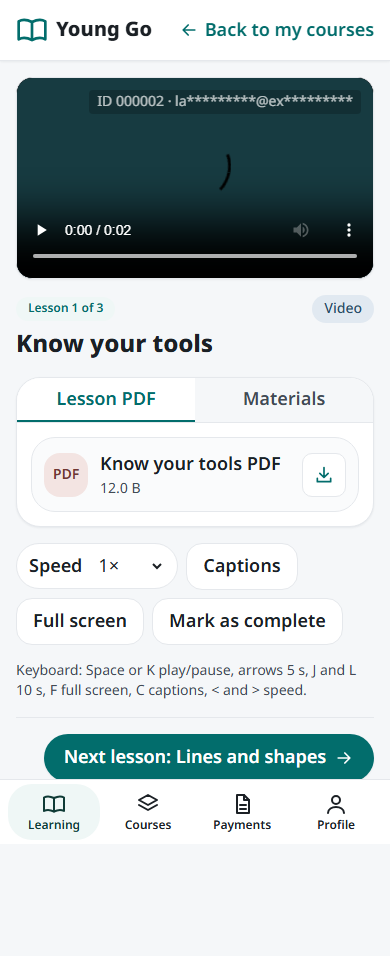 Young Go
← Back to my courses
ID 000002 · la*********@ex*********
0:00 / 0:02
Lesson 1 of 3
Video
Know your tools
Lesson PDF
Materials
PDF
Know your tools PDF
12.0 B
Speed 1×
Captions
Full screen
Mark as complete
Keyboard: Space or K play/pause, arrows 5 s, J and L
10 s, F full screen, C captions, < and > speed.
Next lesson: Lines and shapes →
Learning
Courses
Payments
Profile